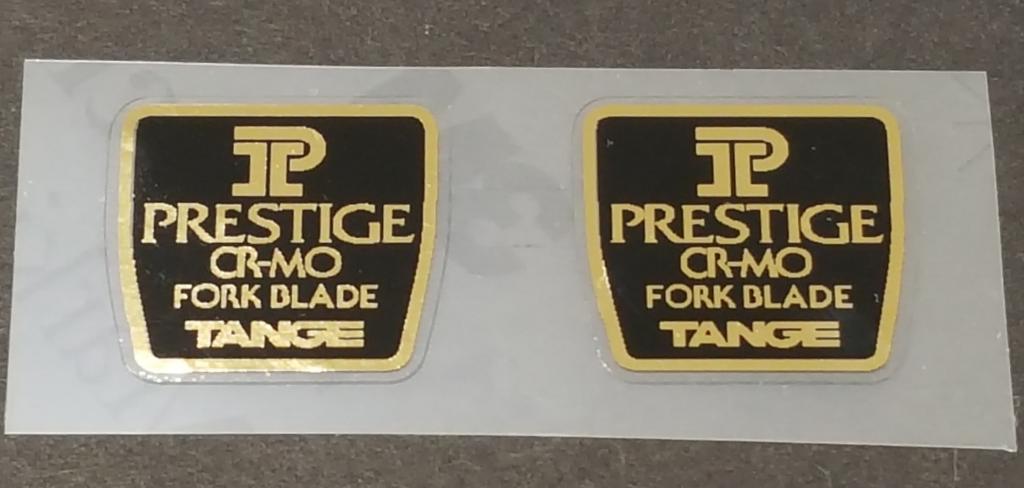 P
PRESTIGE
CR-MO
FORK BLADE
TANGE
P
PRESTIGE
CR-MO
FORK BLADE
TANGE